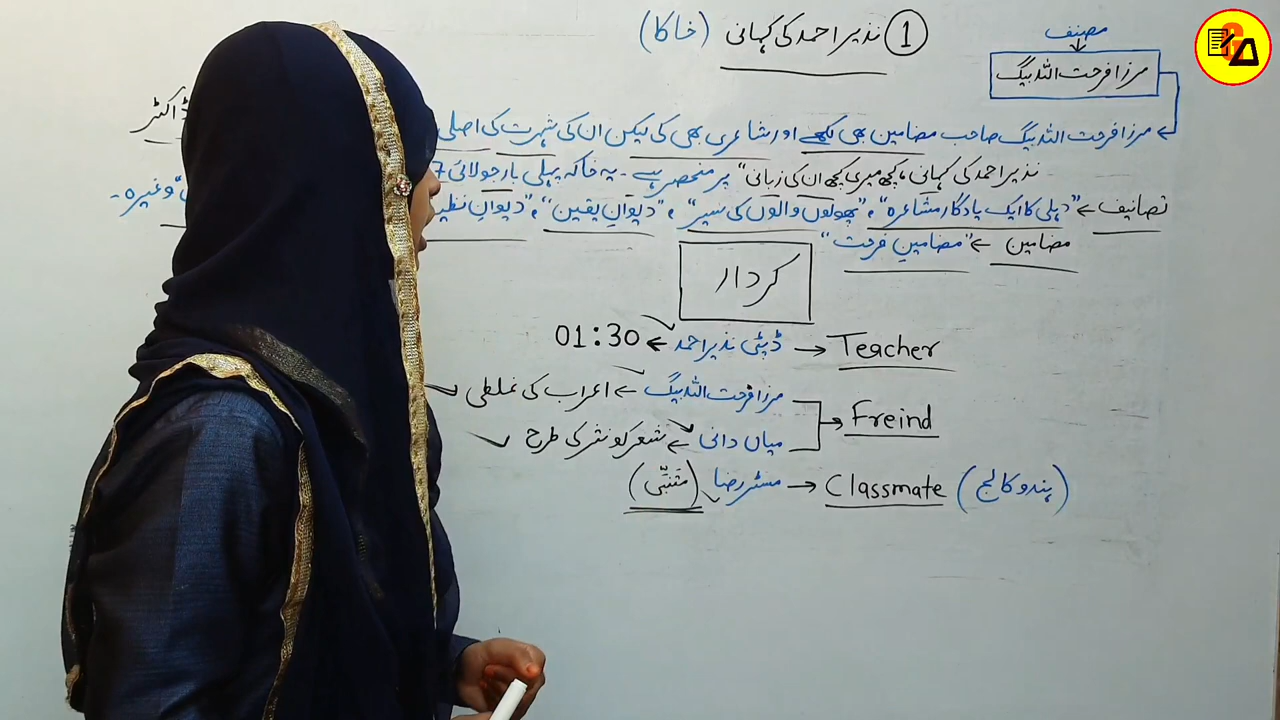 ① نذیر احمد کی کہانی (خاکا)
مصنف
مرزا فرحت اللہ بیگ
مرزا فرحت اللہ بیگ صاحب مضامین بھی لکھے اور شاعری بھی کی لیکن ان کی شہرت کی اصلی ڈاکٹر
نذیر احمد کی کہانی، کچھ میری کچھ ان کی زبانی" پر منحصر ہے۔ یہ خاکہ پہلی بار جولائی
تصانیف ← "دہلی کا ایک یادگار مشاعرہ"، "پھولوں والوں کی سیر"، "دیوانِ یقین"، "دیوانِ نظیر وغیرہ۔
مضامین ← "مضامینِ فرحت"
کردار
Teacher ← ڈپٹی نذیر احمد → 01:30
مرزا فرحت اللہ بیگ ← اعراب کی غلطی
Freind
میاں دانی ← شعر کو نثر کی طرح
(ہندو کالج) Classmate ← مسٹر رضا (متنبّی)